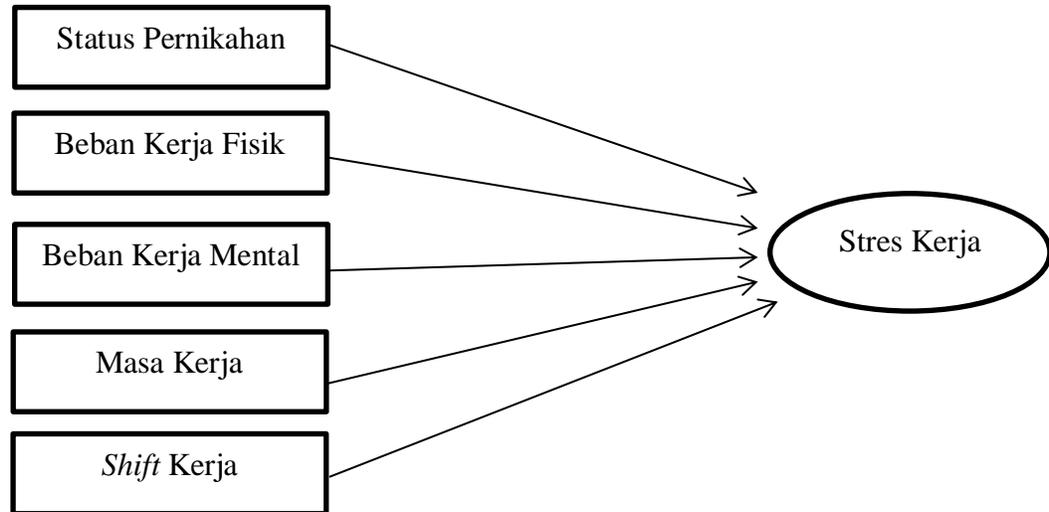 Status Pernikahan
Beban Kerja Fisik
Beban Kerja Mental
Masa Kerja
Shift Kerja
Stres Kerja